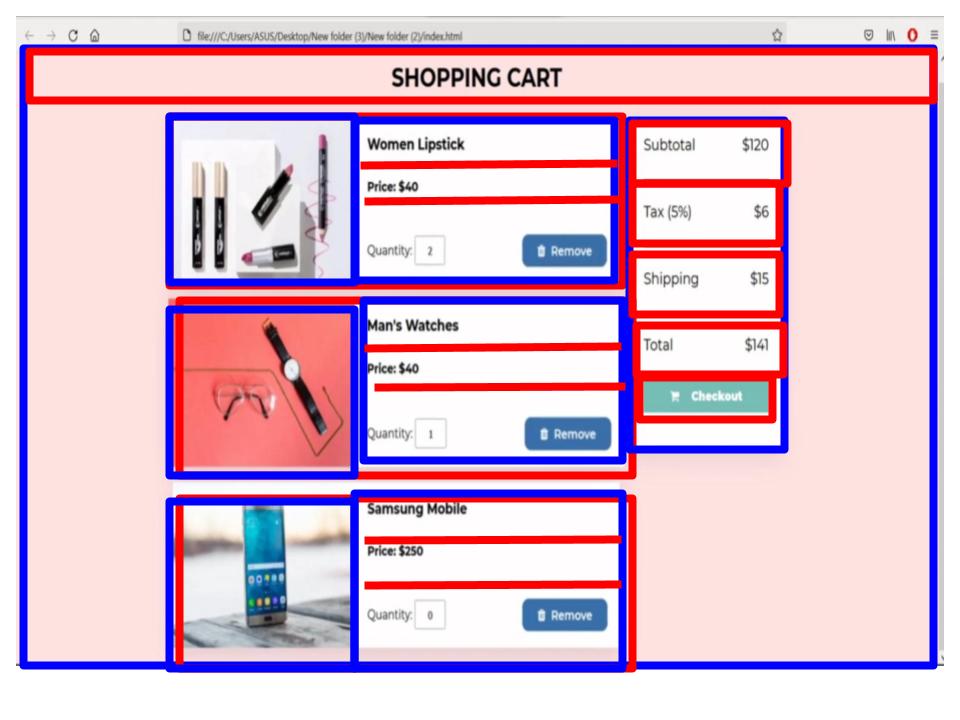 file:///C:/Users/ASUS/Desktop/New folder (3)/New folder (2)/index.html
SHOPPING CART
Women Lipstick
Price: $40
Quantity: 2
Remove
Man's Watches
Price: $40
Quantity: 1
Remove
Samsung Mobile
Price: $250
Quantity: 0
Remove
Subtotal $120
Tax (5%) $6
Shipping $15
Total $141
Checkout